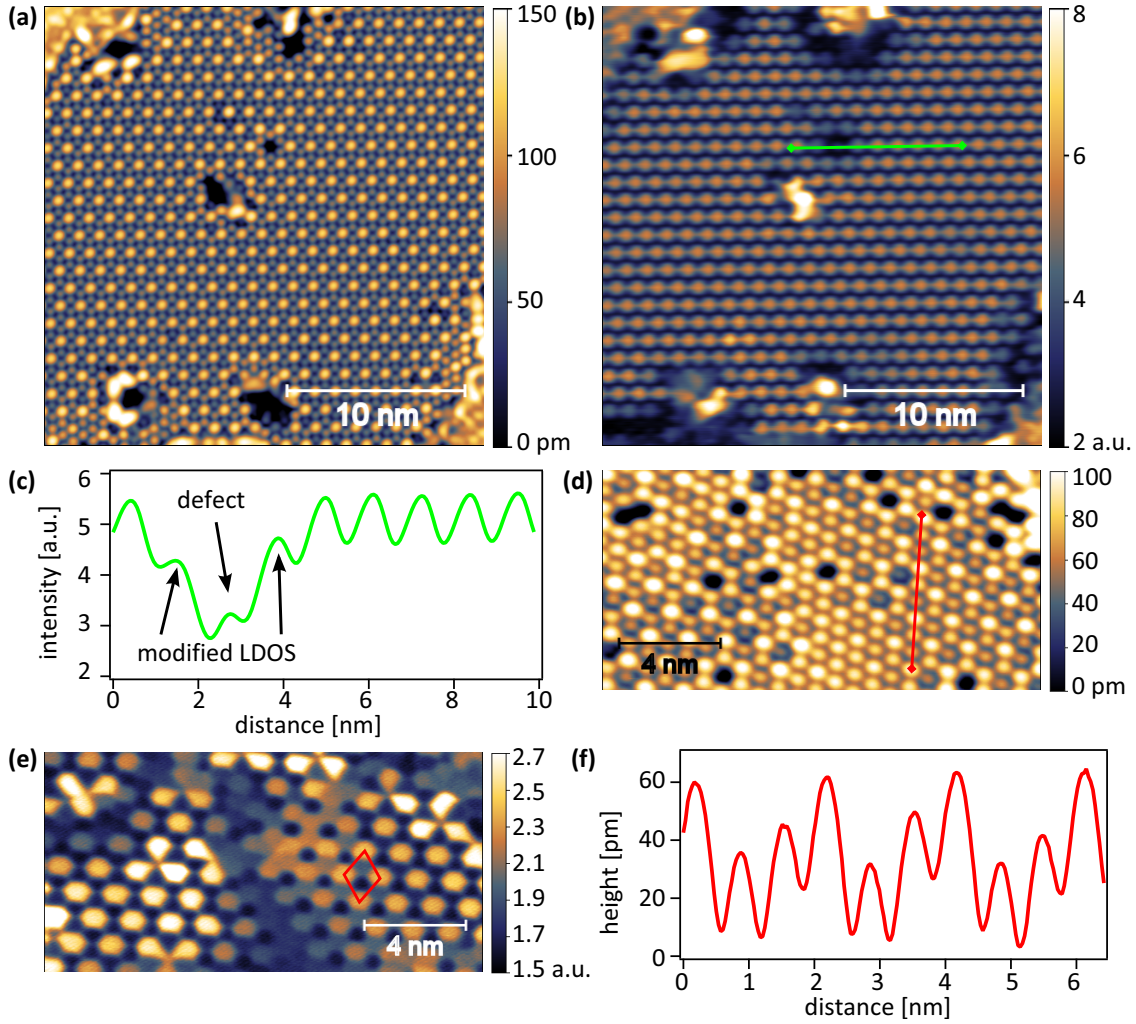 (a)
150
100
50
0 pm
10 nm
(b)
8
6
4
2 a.u.
10 nm
(c)
6
5
4
3
2
intensity [a.u.]
defect
modified LDOS
0
2
4
6
8
10
distance [nm]
(d)
100
80
60
40
20
0 pm
4 nm
(e)
2.7
2.5
2.3
2.1
1.9
1.7
1.5 a.u.
4 nm
(f)
60
40
20
0
height [pm]
0
1
2
3
4
5
6
distance [nm]